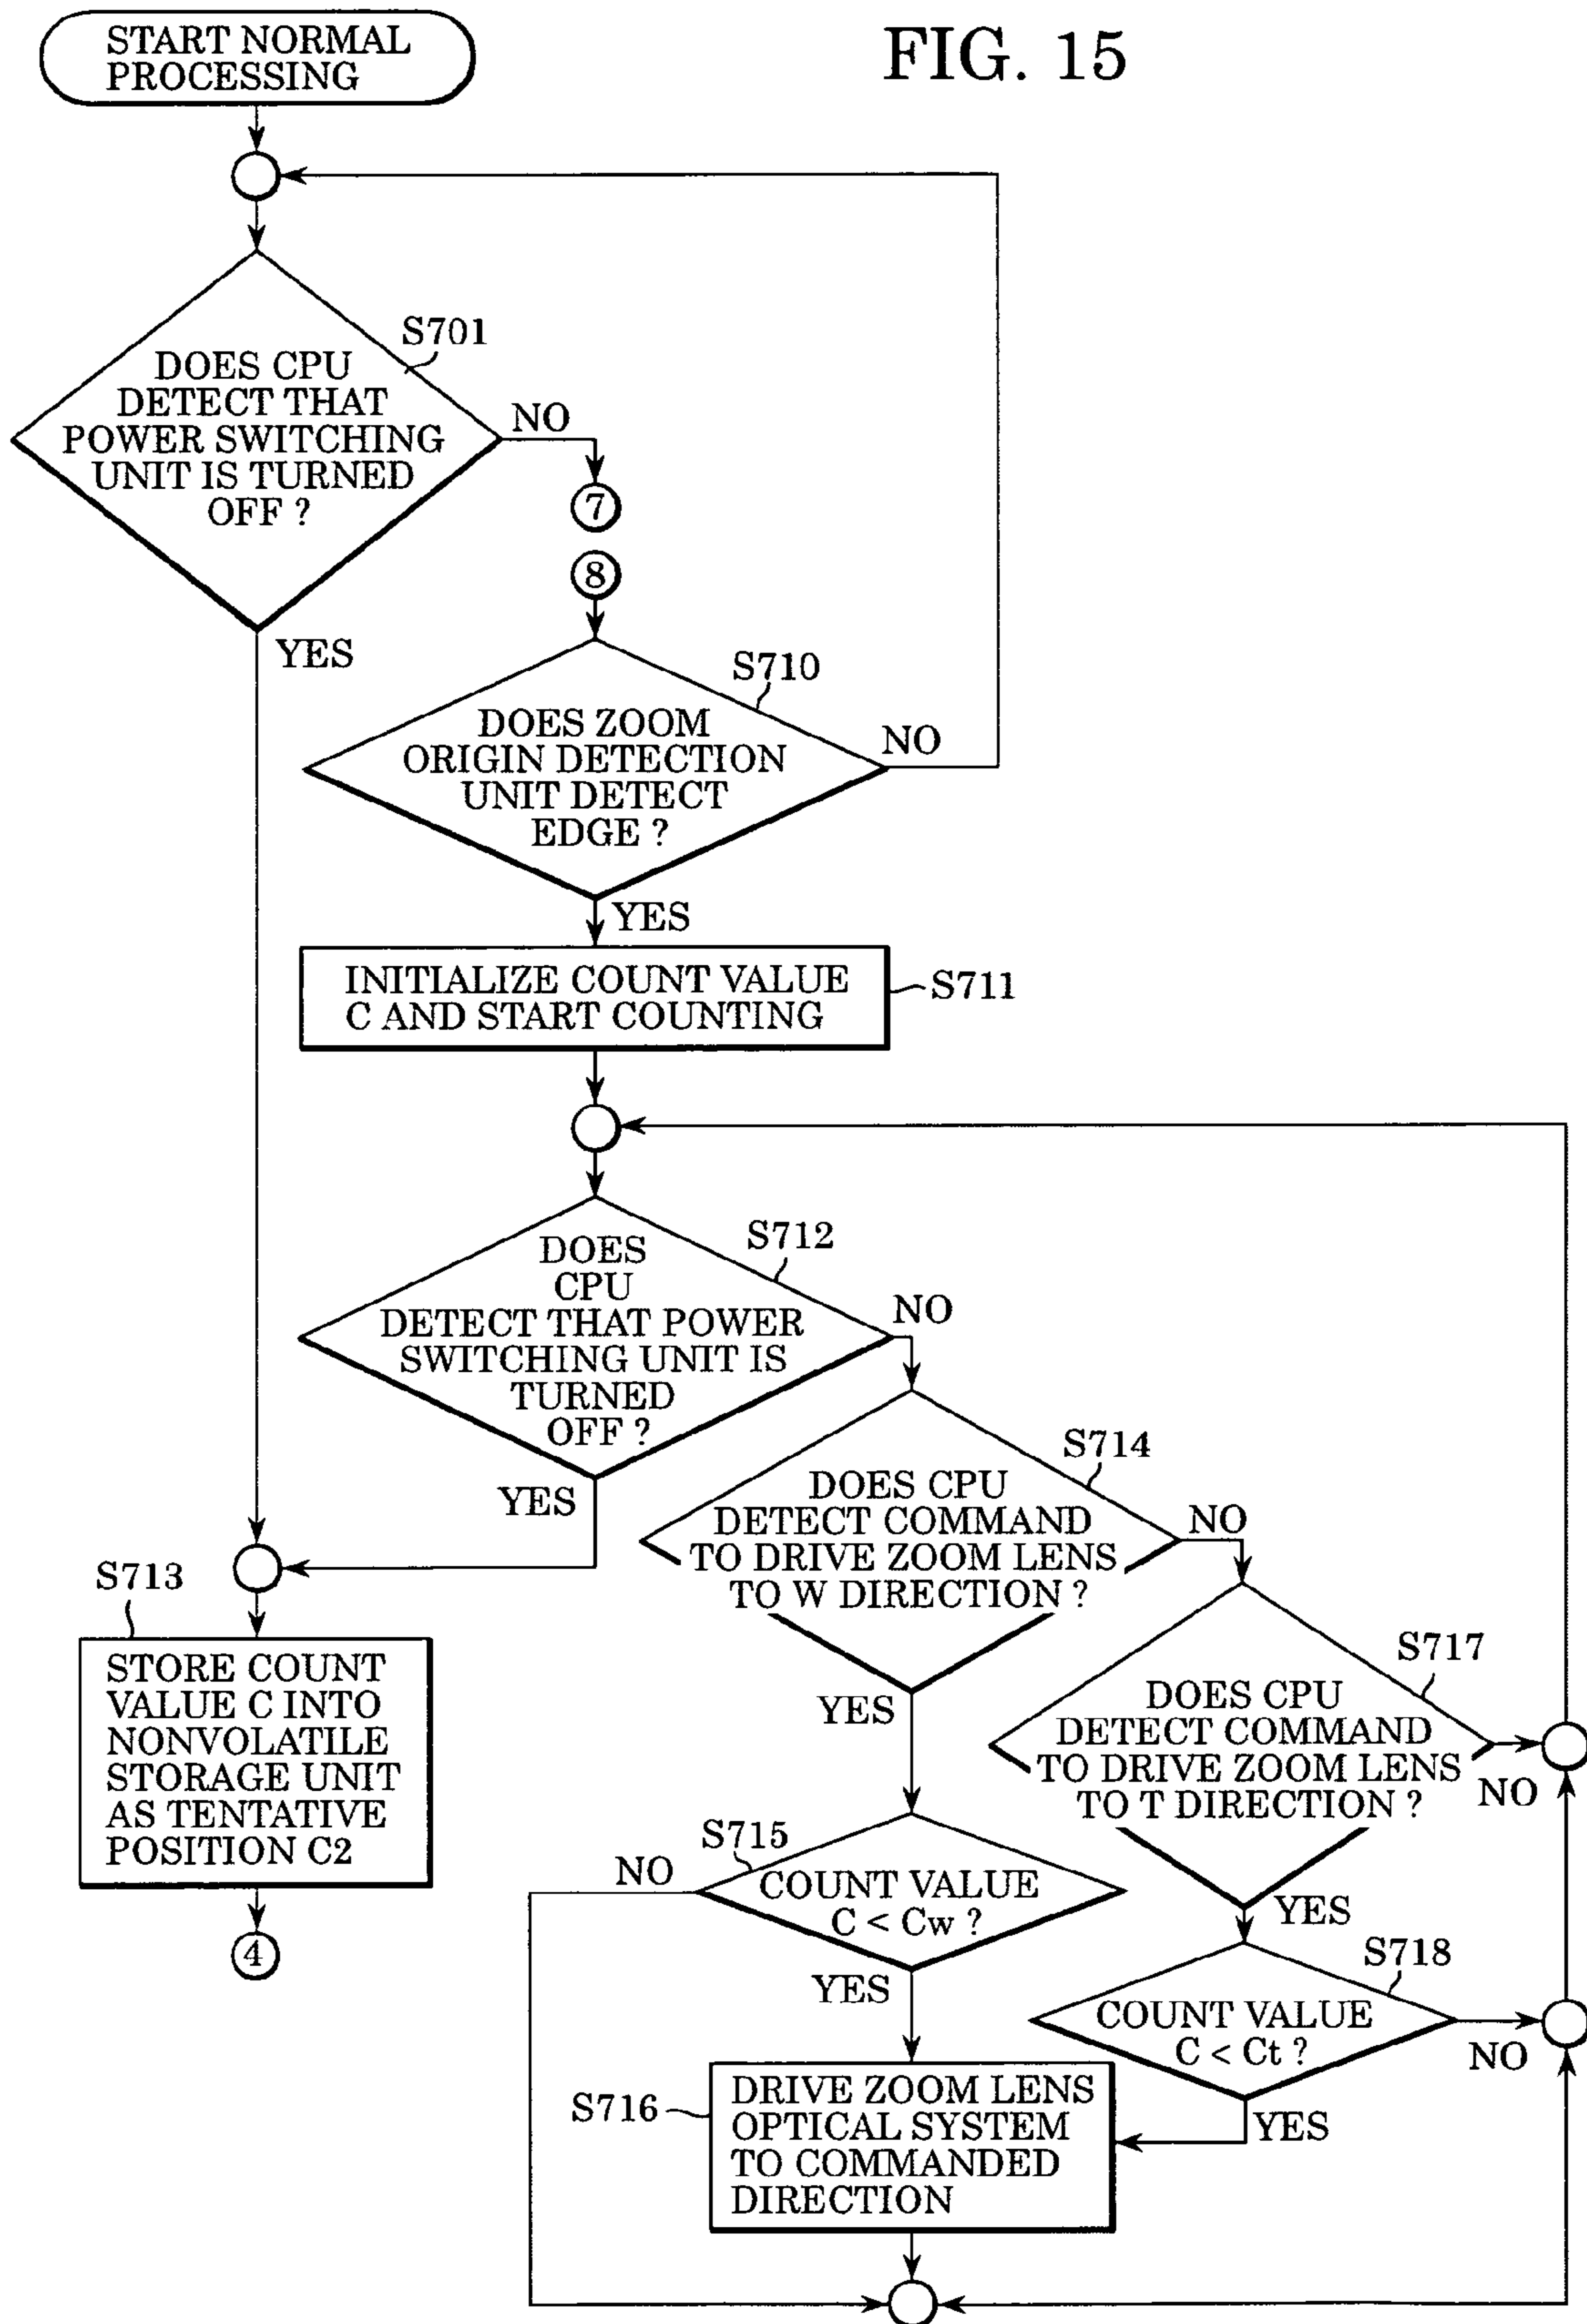 FIG. 15
START NORMAL
PROCESSING
S701
DOES CPU
DETECT THAT
POWER SWITCHING
UNIT IS TURNED
OFF ?
NO
7
8
YES
S710
DOES ZOOM
ORIGIN DETECTION
UNIT DETECT
EDGE ?
NO
YES
INITIALIZE COUNT VALUE
C AND START COUNTING
S711
S712
DOES
CPU
DETECT THAT POWER
SWITCHING UNIT IS
TURNED
OFF ?
NO
YES
S713
STORE COUNT
VALUE C INTO
NONVOLATILE
STORAGE UNIT
AS TENTATIVE
POSITION C2
4
S714
DOES CPU
DETECT COMMAND
TO DRIVE ZOOM LENS
TO W DIRECTION ?
NO
YES
S717
DOES CPU
DETECT COMMAND
TO DRIVE ZOOM LENS
TO T DIRECTION ?
NO
YES
S715
COUNT VALUE
C < Cw ?
NO
YES
S718
COUNT VALUE
C < Ct ?
NO
YES
S716
DRIVE ZOOM LENS
OPTICAL SYSTEM
TO COMMANDED
DIRECTION